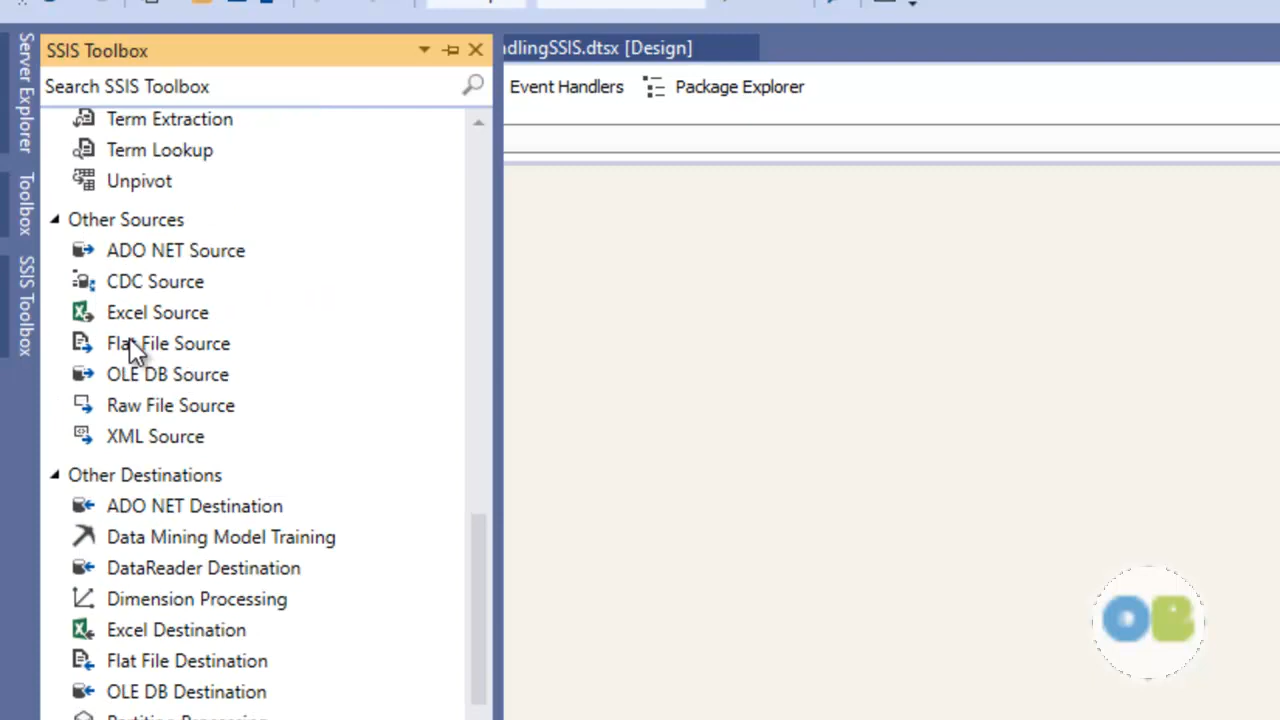 Server Explorer
Toolbox
SSIS Toolbox
SSIS Toolbox
Search SSIS Toolbox
Term Extraction
Term Lookup
Unpivot
Other Sources
ADO NET Source
CDC Source
Excel Source
Flat File Source
OLE DB Source
Raw File Source
XML Source
Other Destinations
ADO NET Destination
Data Mining Model Training
DataReader Destination
Dimension Processing
Excel Destination
Flat File Destination
OLE DB Destination
ndlingSSIS.dtsx [Design]
Event Handlers
Package Explorer
OB